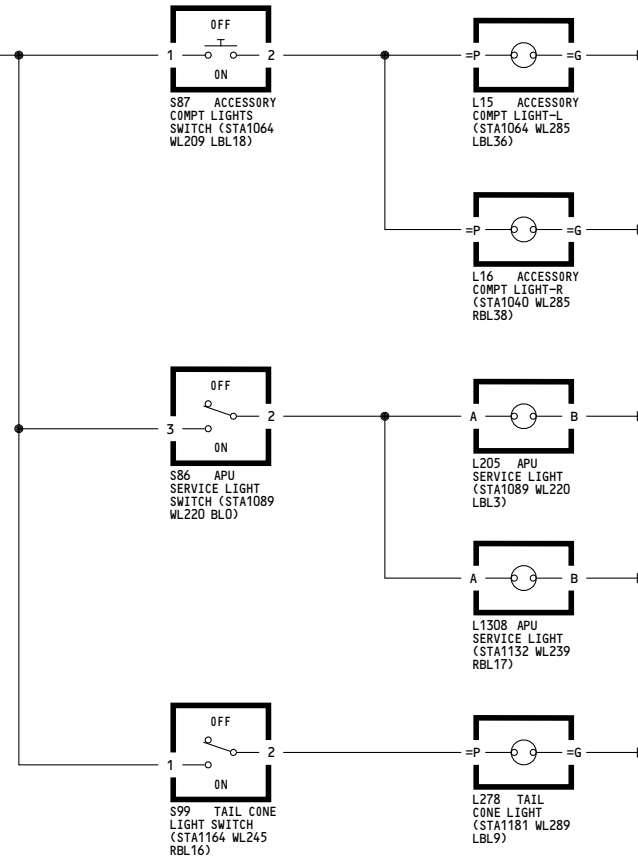 OFF
1
2
ON
S87 ACCESSORY
COMPT LIGHTS
SWITCH (STA1064
WL209 LBL18)
=P
=G
L15 ACCESSORY
COMPT LIGHT-L
(STA1064 WL285
LBL36)
=P
=G
L16 ACCESSORY
COMPT LIGHT-R
(STA1040 WL285
RBL38)
OFF
3
2
ON
S86 APU
SERVICE LIGHT
SWITCH (STA1089
WL220 BL0)
A
B
L205 APU
SERVICE LIGHT
(STA1089 WL220
LBL3)
A
B
L1308 APU
SERVICE LIGHT
(STA1132 WL239
RBL17)
OFF
1
2
ON
S99 TAIL CONE
LIGHT SWITCH
(STA1164 WL245
RBL16)
=P
=G
L278 TAIL
CONE LIGHT
(STA1181 WL289
LBL9)